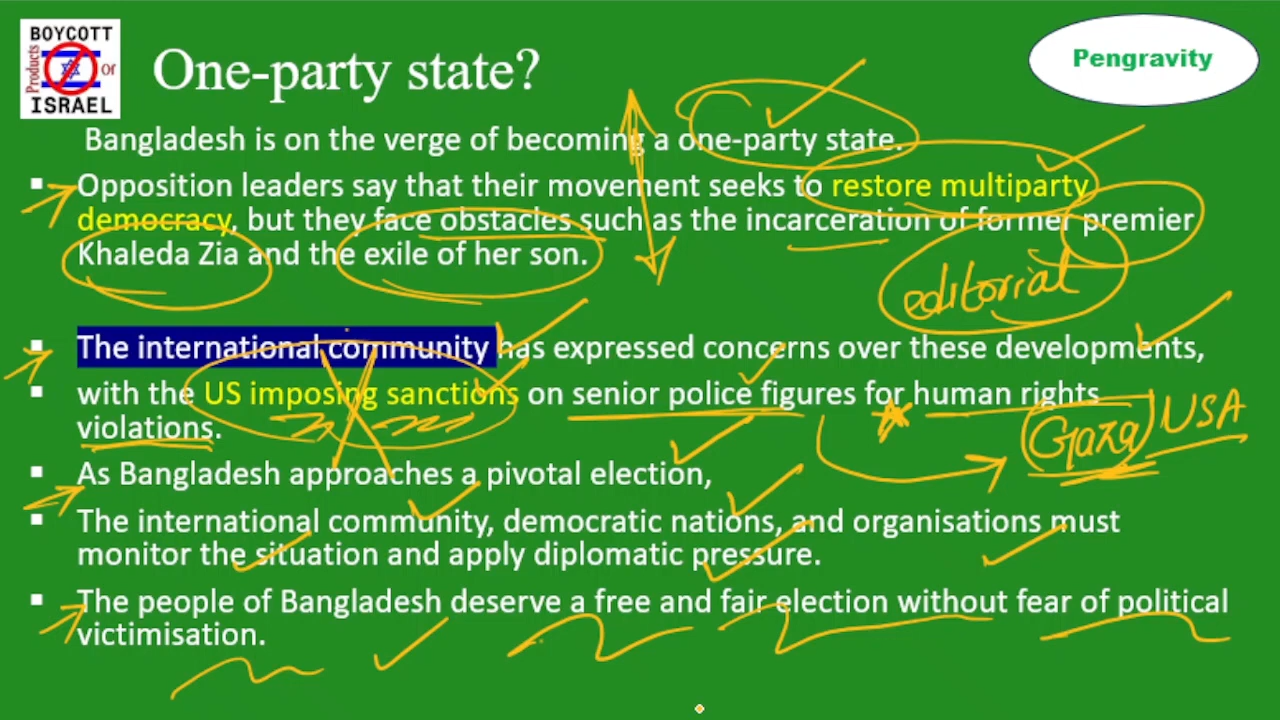 BOYCOTT
Products
or
ISRAEL
One-party state?
Pengravity
Bangladesh is on the verge of becoming a one-party state.
Opposition leaders say that their movement seeks to restore multiparty
democracy, but they face obstacles such as the incarceration of former premier
Khaleda Zia and the exile of her son.
editorial
The international community has expressed concerns over these developments,
with the US imposing sanctions on senior police figures for human rights
violations.
Gaza USA
As Bangladesh approaches a pivotal election,
The international community, democratic nations, and organisations must
monitor the situation and apply diplomatic pressure.
The people of Bangladesh deserve a free and fair election without fear of political
victimisation.